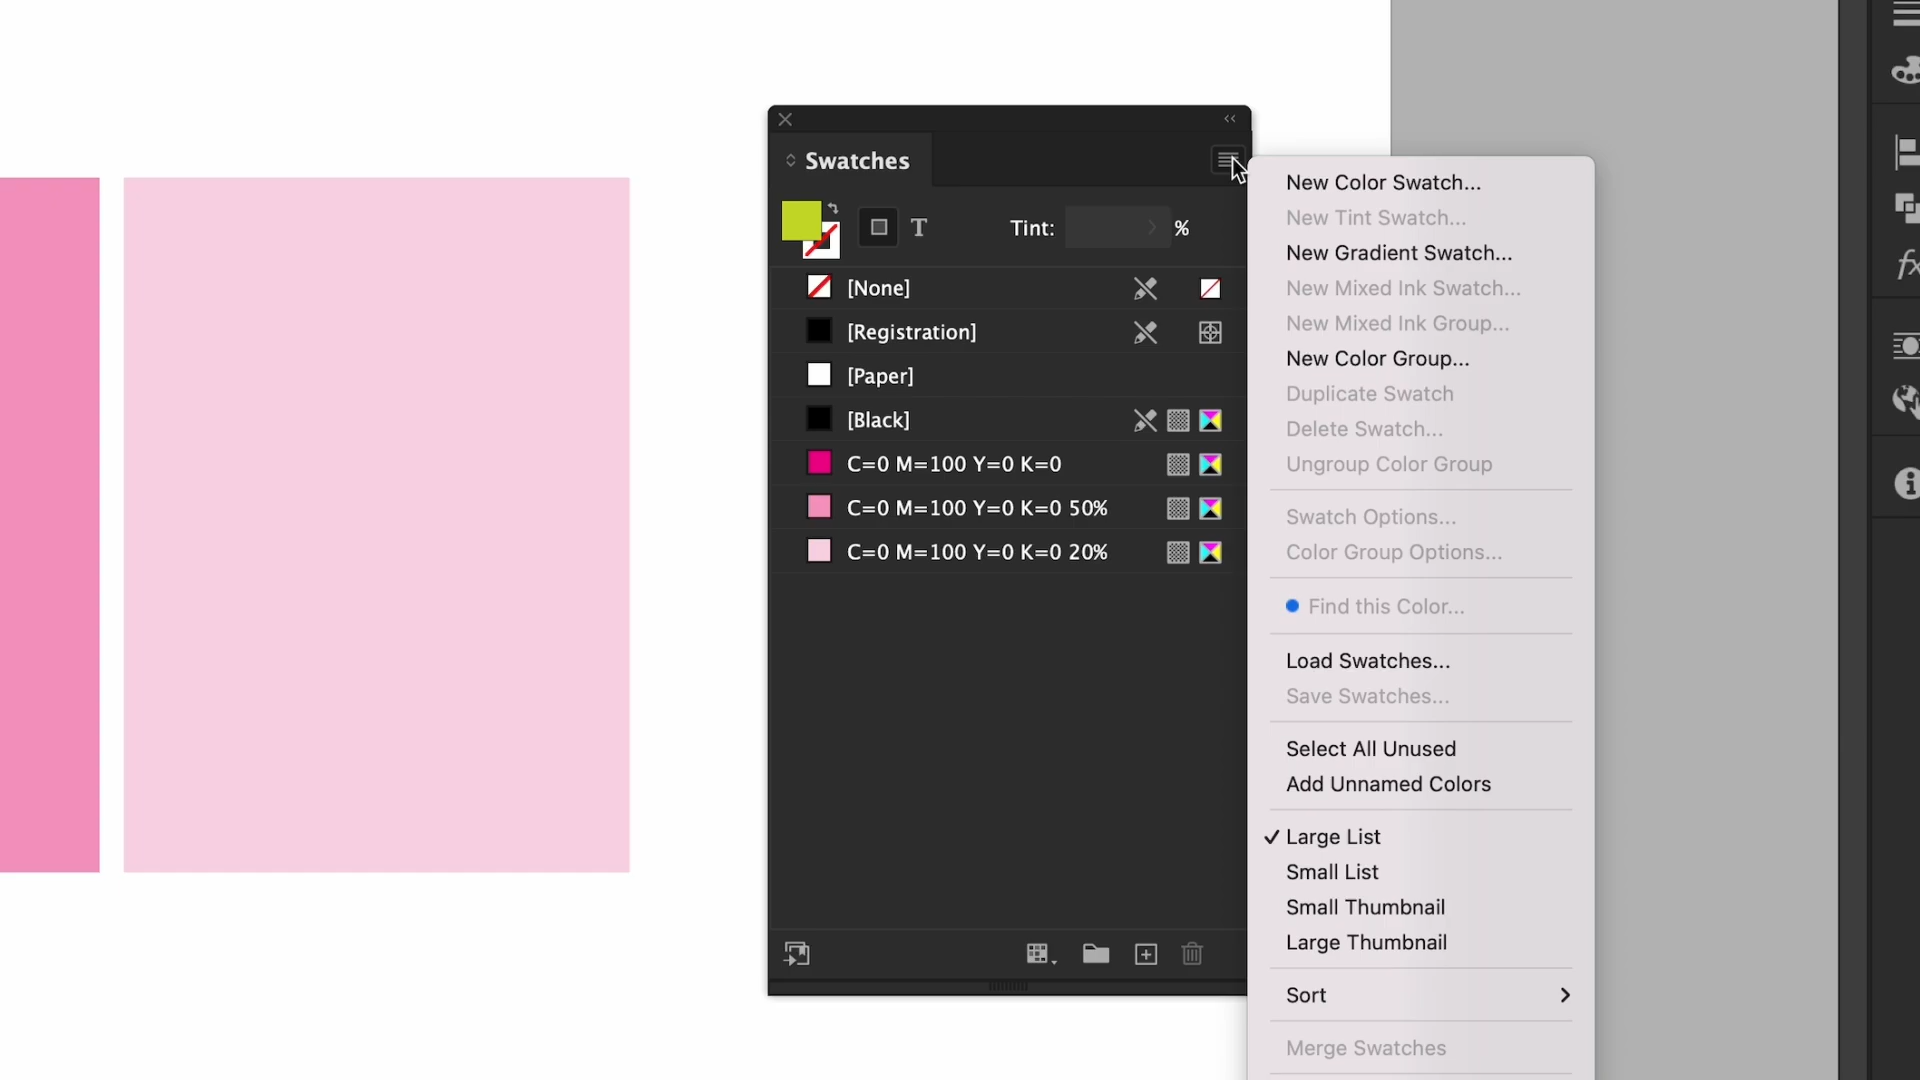 Swatches
T
Tint:
%
[None]
[Registration]
[Paper]
[Black]
C=0 M=100 Y=0 K=0
C=0 M=100 Y=0 K=0 50%
C=0 M=100 Y=0 K=0 20%
New Color Swatch...
New Tint Swatch...
New Gradient Swatch...
New Mixed Ink Swatch...
New Mixed Ink Group...
New Color Group...
Duplicate Swatch
Delete Swatch...
Ungroup Color Group
Swatch Options...
Color Group Options...
Find this Color...
Load Swatches...
Save Swatches...
Select All Unused
Add Unnamed Colors
Large List
Small List
Small Thumbnail
Large Thumbnail
Sort
Merge Swatches
fx